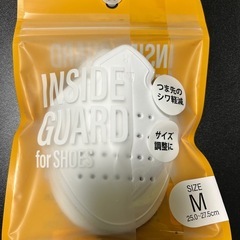 INSIDE
GUARD
for SHOES
つま先の
シワ軽減
サイズ
調整に
SIZE
M
25.0~27.5cm